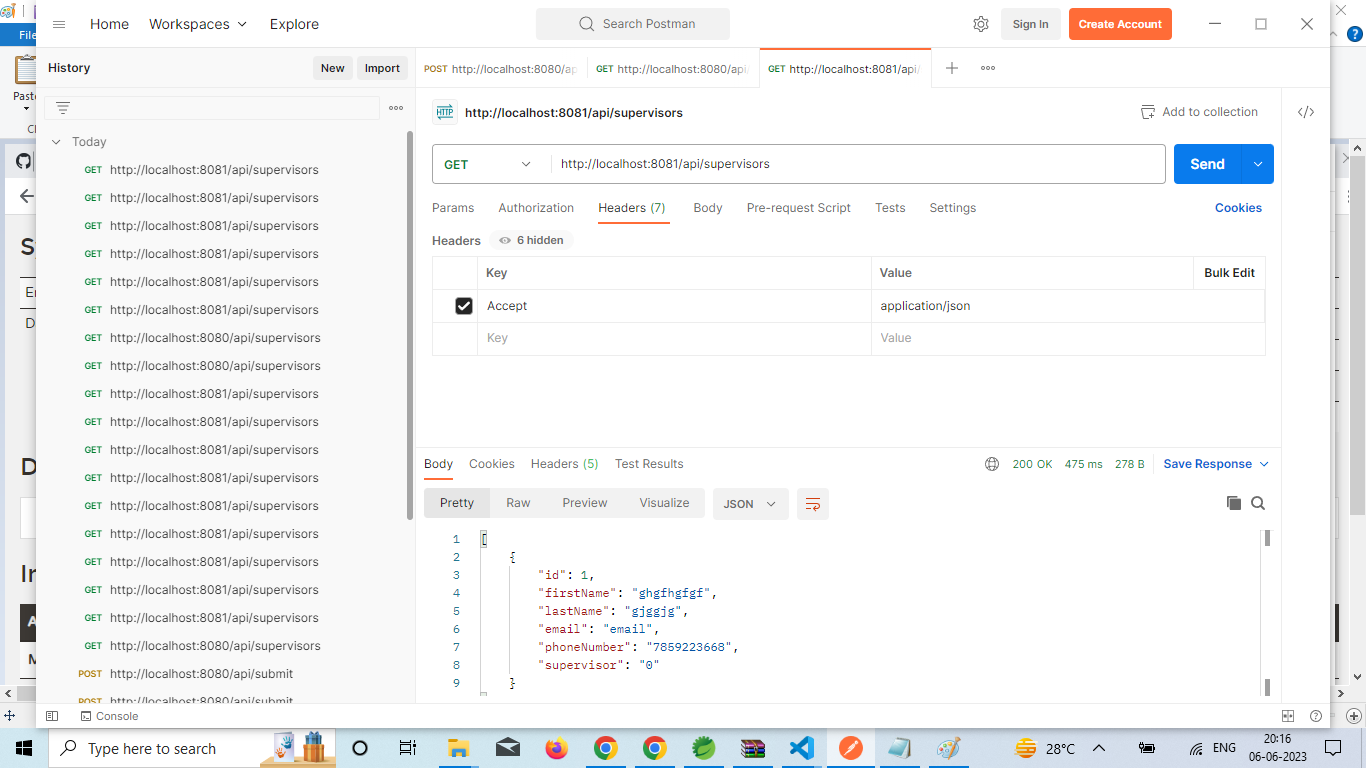 File
Home
Workspaces
Explore
Search Postman
Sign In
Create Account
Paste
History
New
Import
Today
GET http://localhost:8081/api/supervisors
GET http://localhost:8081/api/supervisors
GET http://localhost:8081/api/supervisors
GET http://localhost:8081/api/supervisors
GET http://localhost:8081/api/supervisors
GET http://localhost:8081/api/supervisors
GET http://localhost:8080/api/supervisors
GET http://localhost:8080/api/supervisors
GET http://localhost:8081/api/supervisors
GET http://localhost:8081/api/supervisors
GET http://localhost:8081/api/supervisors
GET http://localhost:8081/api/supervisors
GET http://localhost:8081/api/supervisors
GET http://localhost:8081/api/supervisors
GET http://localhost:8081/api/supervisors
GET http://localhost:8081/api/supervisors
GET http://localhost:8081/api/supervisors
GET http://localhost:8080/api/supervisors
POST http://localhost:8080/api/submit
POST http://localhost:8080/api/submit
POST http://localhost:8080/ap
GET http://localhost:8080/api/
GET http://localhost:8081/api/
HTTP http://localhost:8081/api/supervisors
Add to collection
GET http://localhost:8081/api/supervisors
Send
Params Authorization Headers (7) Body Pre-request Script Tests Settings Cookies
Headers 6 hidden
Key Value Bulk Edit
Accept application/json
Key Value
Body Cookies Headers (5) Test Results 200 OK 475 ms 278 B Save Response
Pretty Raw Preview Visualize JSON
1 [
2 {
3 "id": 1,
4 "firstName": "ghgfhgfgf",
5 "lastName": "gjggjg",
6 "email": "email",
7 "phoneNumber": "7859223668",
8 "supervisor": "0"
9 }
Console
Type here to search
28°C
ENG
20:16
06-06-2023